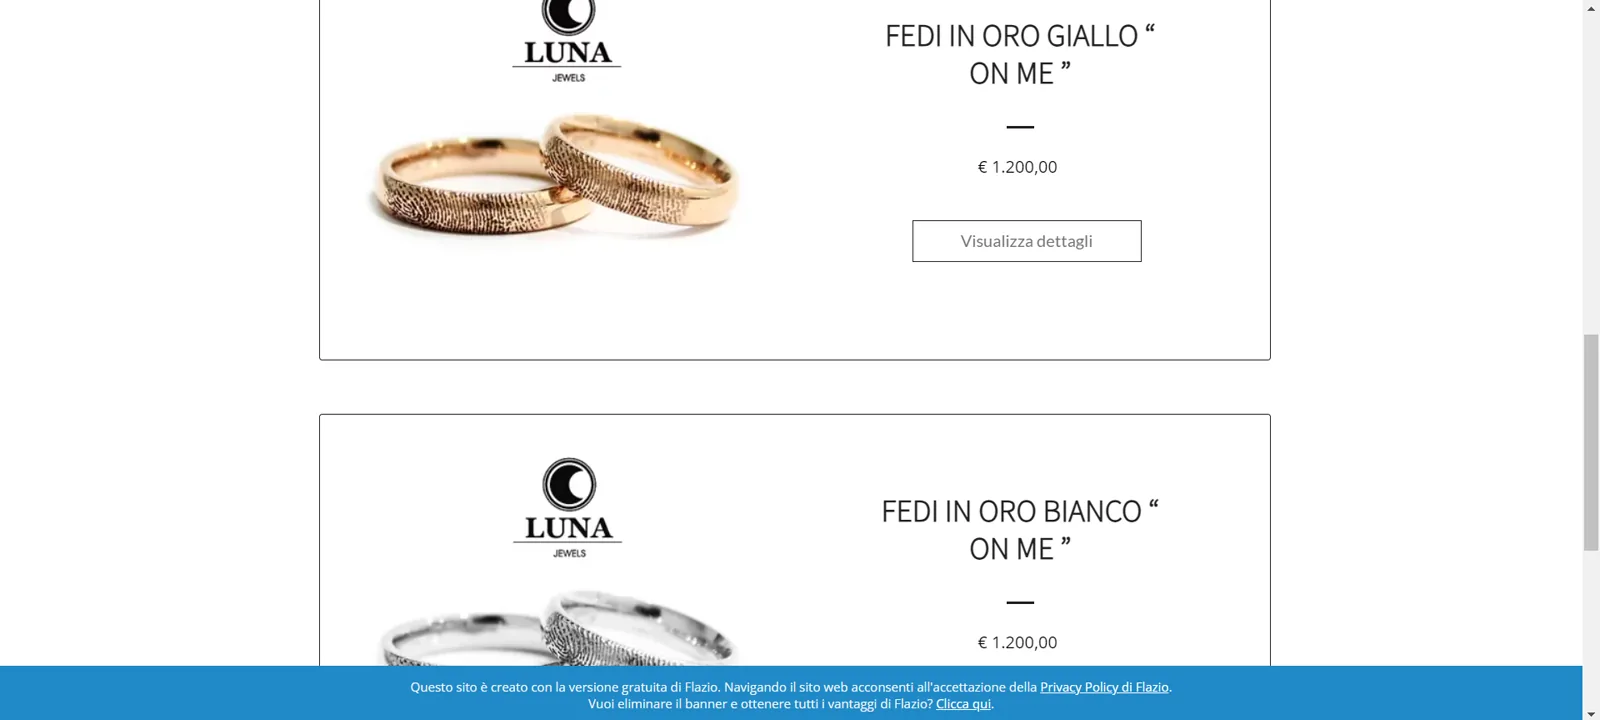 LUNA
JEWELS
FEDI IN ORO GIALLO “
ON ME ”
€ 1.200,00
Visualizza dettagli
LUNA
JEWELS
FEDI IN ORO BIANCO “
ON ME ”
€ 1.200,00
Questo sito è creato con la versione gratuita di Flazio. Navigando il sito web acconsenti all'accettazione della Privacy Policy di Flazio.
Vuoi eliminare il banner e ottenere tutti i vantaggi di Flazio? Clicca qui.